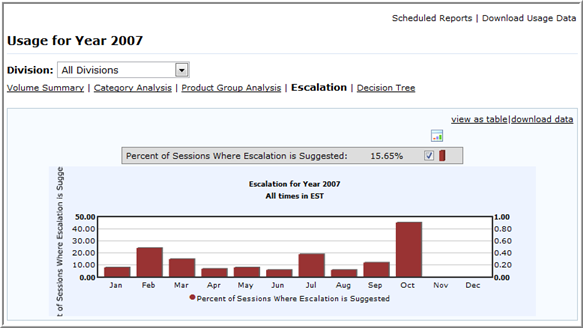 Scheduled Reports | Download Usage Data
Usage for Year 2007
Division: All Divisions
Volume Summary | Category Analysis | Product Group Analysis | Escalation | Decision Tree
view as table|download data
Percent of Sessions Where Escalation is Suggested: 15.65%
Escalation for Year 2007
All times in EST
nt of Sessions Where Escalation is Sugge
50.00 1.00
40.00 0.80
30.00 0.60
20.00 0.40
10.00 0.20
0.00 0.00
Jan Feb Mar Apr May Jun Jul Aug Sep Oct Nov Dec
Percent of Sessions Where Escalation is Suggested